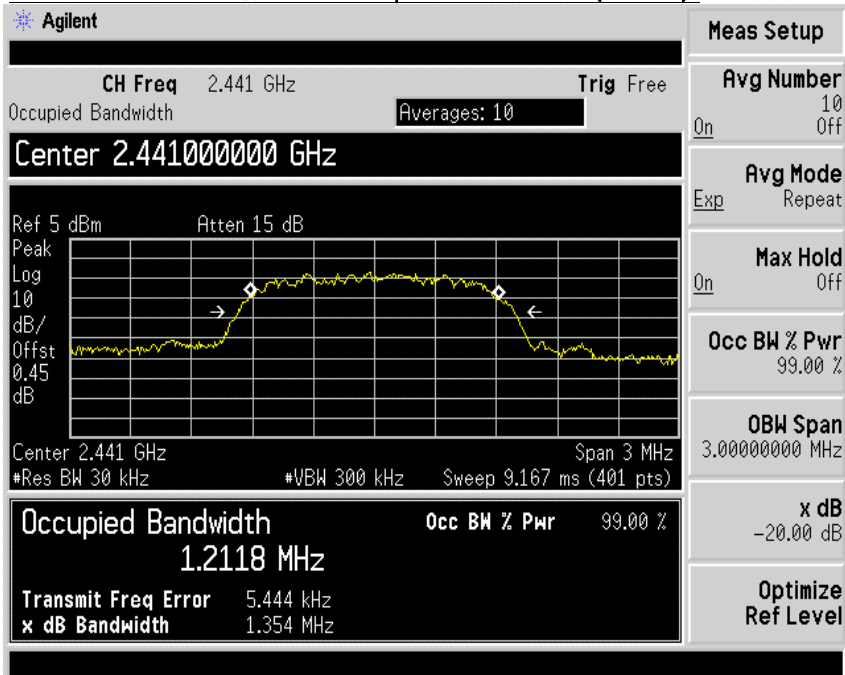 Agilent
CH Freq 2.441 GHz Trig Free
Occupied Bandwidth Averages: 10
Center 2.441000000 GHz
Ref 5 dBm Atten 15 dB
Peak
Log
10
dB/
Offst
0.45
dB
Center 2.441 GHz Span 3 MHz
#Res BW 30 kHz #VBW 300 kHz Sweep 9.167 ms (401 pts)
Occupied Bandwidth Occ BW % Pwr 99.00 %
1.2118 MHz
Transmit Freq Error 5.444 kHz
x dB Bandwidth 1.354 MHz
Meas Setup
Avg Number
10
On Off
Avg Mode
Exp Repeat
Max Hold
On Off
Occ BW % Pwr
99.00 %
OBW Span
3.00000000 MHz
x dB
-20.00 dB
Optimize
Ref Level